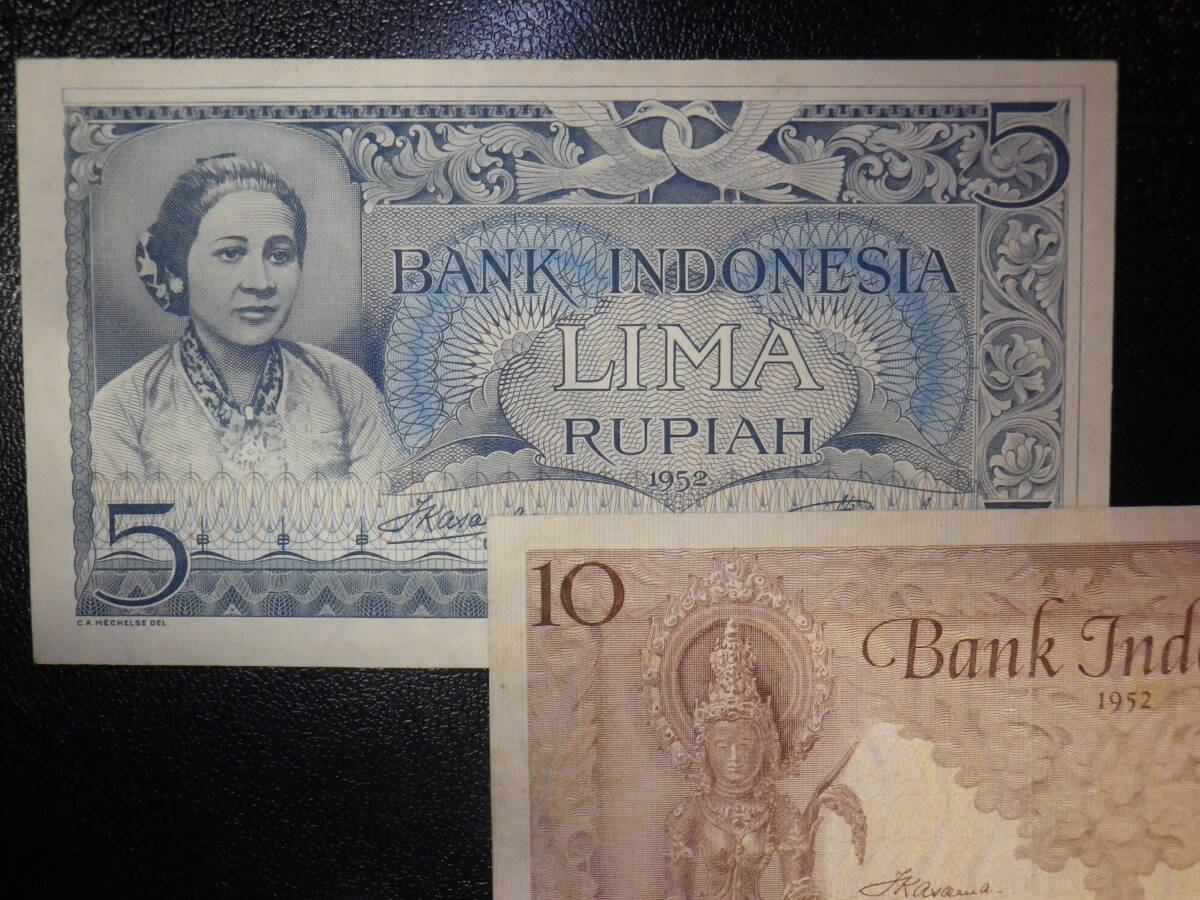 5
BANK INDONESIA
LIMA
RUPIAH
1952
5
C.A. MECHELSE DEL.
10
Bank Ind
1952